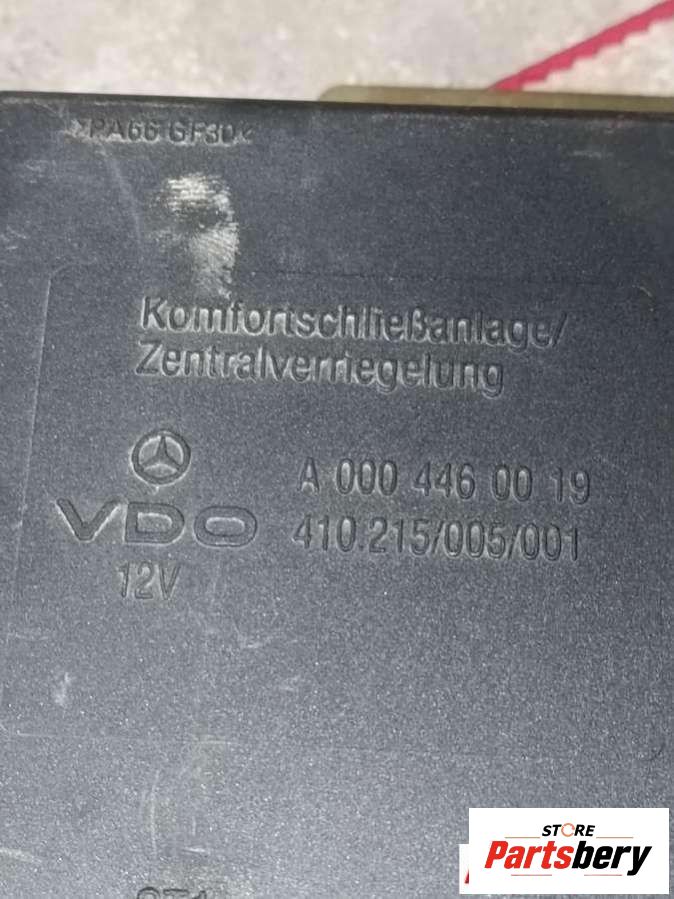 >PA66 GF30<
Komfortschließanlage/
Zentralverriegelung
A 000 446 00 19
VDO 410.215/005/001
12V
STORE
Partsbery